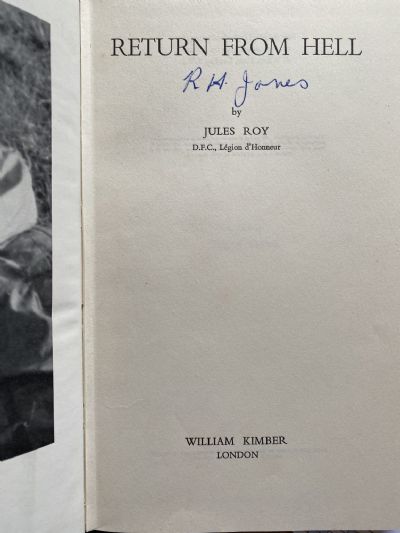 RETURN FROM HELL
R.H. Jones
by
JULES ROY
D.F.C., Légion d'Honneur
WILLIAM KIMBER
LONDON